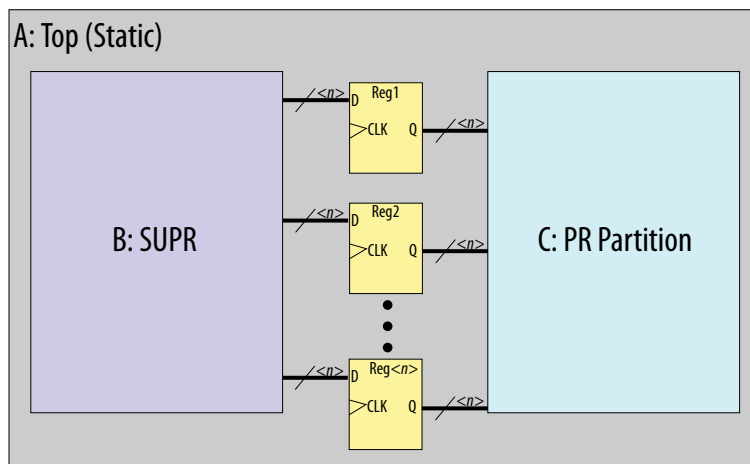 A: Top (Static)
B: SUPR
<n>
D
Reg1
CLK
Q
<n>
<n>
D
Reg2
CLK
Q
<n>
<n>
D
Reg<n>
CLK
Q
<n>
C: PR Partition